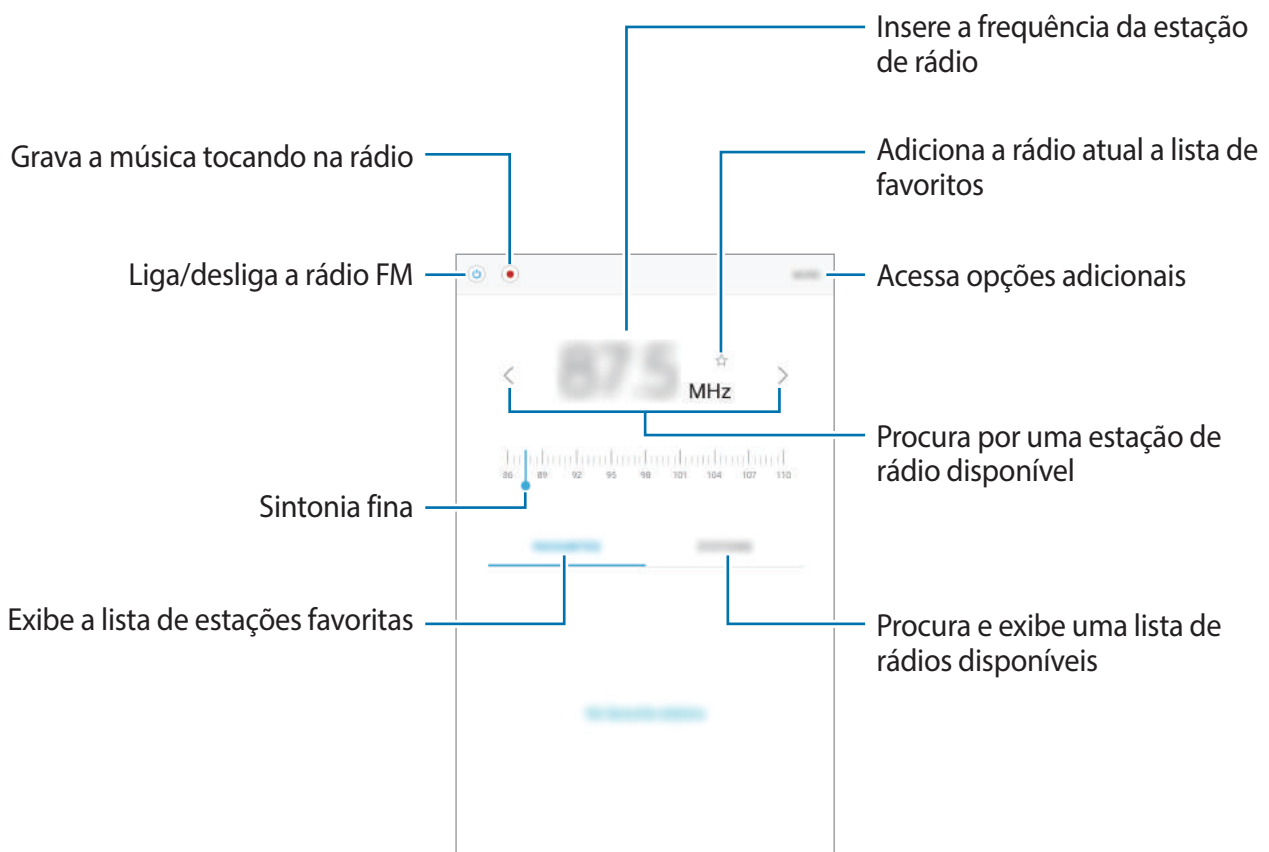 Insere a frequência da estação
de rádio
Grava a música tocando na rádio
Adiciona a rádio atual a lista de
favoritos
Liga/desliga a rádio FM
Acessa opções adicionais
87.5
MHz
Procura por uma estação de
rádio disponível
86 89 92 95 98 101 104 107 110
Sintonia fina
Exibe a lista de estações favoritas
Procura e exibe uma lista de
rádios disponíveis